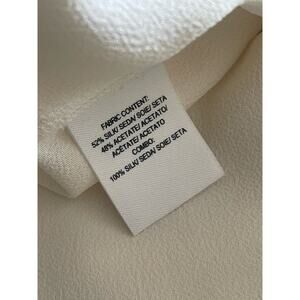 FABRIC CONTENT:
52% SILK/ SEDA/ SOIE/ SETA
48% ACETATE/ ACETATO/
ACÉTATE/ ACETATO
COMBO:
100% SILK/ SEDA/ SOIE/ SETA